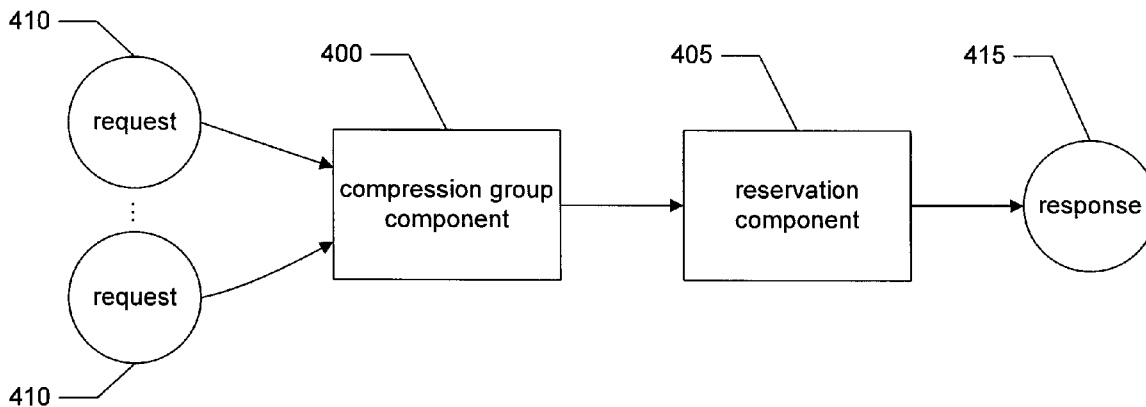 410
400
405
415
request
compression group
component
reservation
component
response
request
410